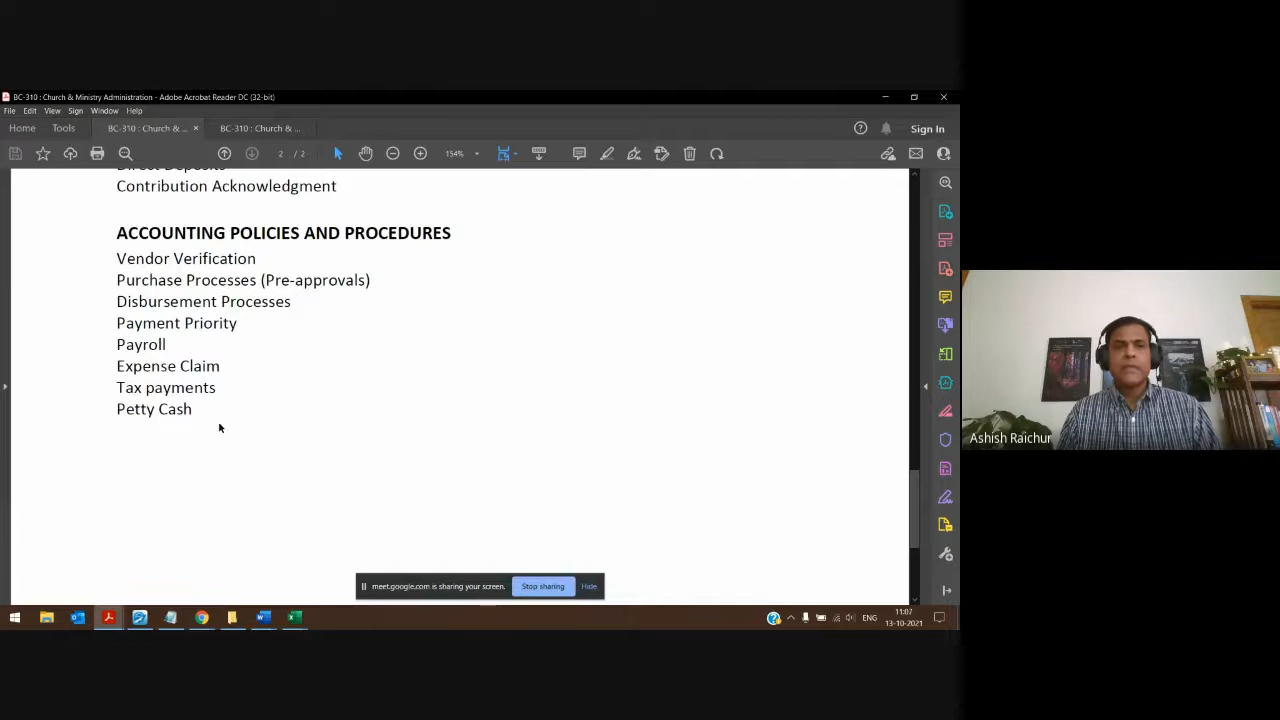 BC-310 : Church & Ministry Administration - Adobe Acrobat Reader DC (32-bit)
File Edit View Sign Window Help
Home Tools BC-310 : Church & ... × BC-310 : Church & ... Sign In
2 / 2 154%
Direct Deposits
Contribution Acknowledgment
ACCOUNTING POLICIES AND PROCEDURES
Vendor Verification
Purchase Processes (Pre-approvals)
Disbursement Processes
Payment Priority
Payroll
Expense Claim
Tax payments
Petty Cash
Ashish Raichur
meet.google.com is sharing your screen. Stop sharing Hide
ENG 11:07
13-10-2021